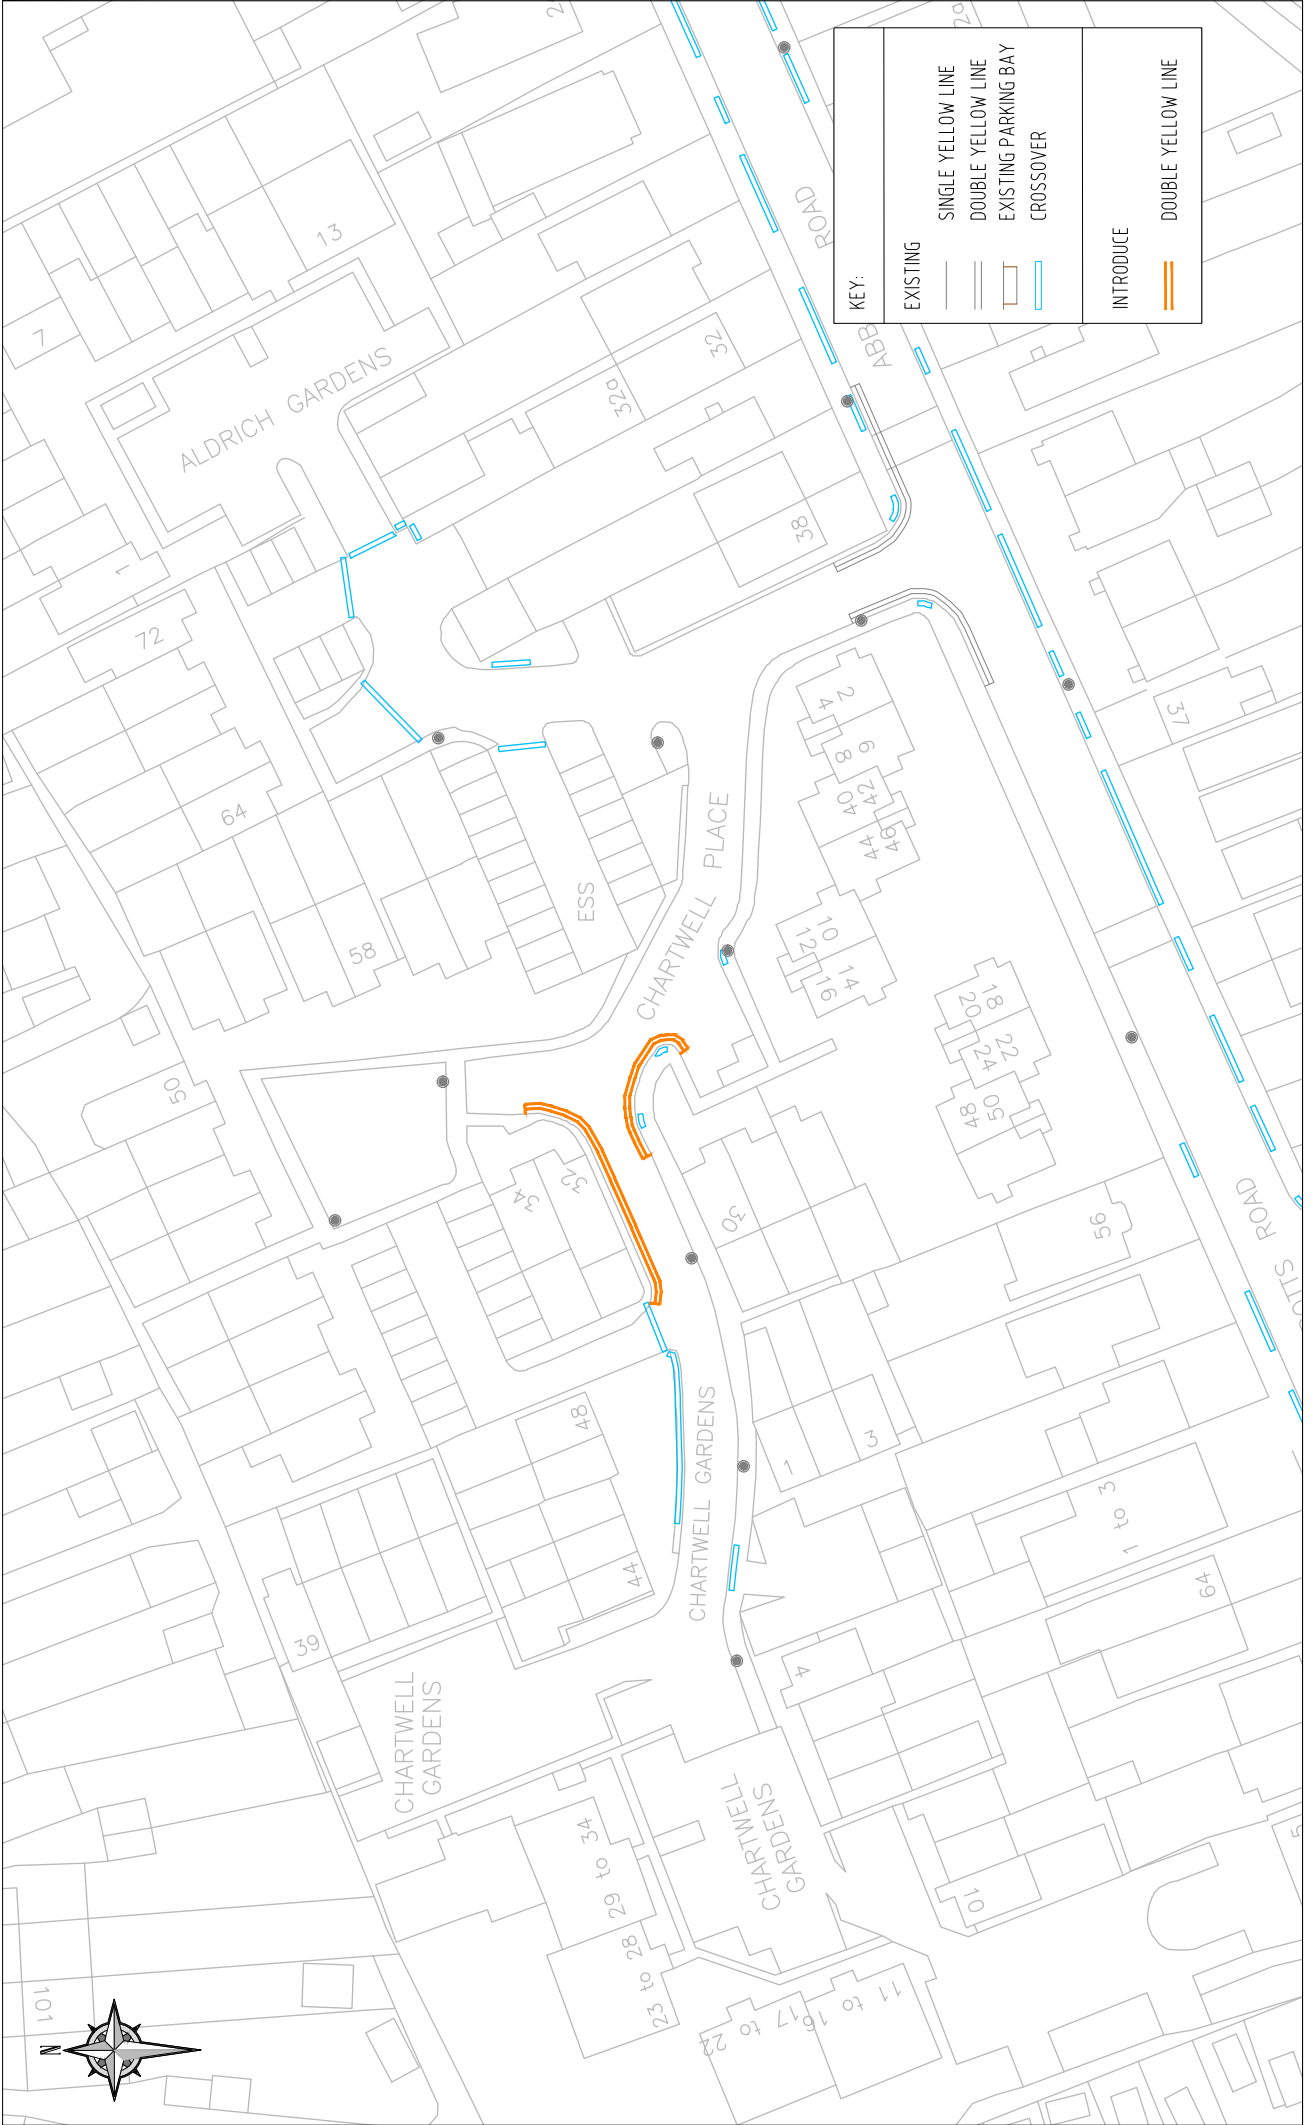 N
101
39
CHARTWELL
GARDENS
50
58
64
72
1
7
13
ALDRICH GARDENS
23 to 28
29 to 34
44
48
34
32
ESS
32a
32
38
17 to 22
11 to 16
CHARTWELL
GARDENS
CHARTWELL GARDENS
CHARTWELL PLACE
30
1
3
4
10
12
10
16
14
4
2
8
6
40
42
44
46
20
18
24
22
48
50
56
64
1 to 3
37
2a
ROAD
ABB
OTTS ROAD
KEY:
EXISTING
SINGLE YELLOW LINE
DOUBLE YELLOW LINE
EXISTING PARKING BAY
CROSSOVER
INTRODUCE
DOUBLE YELLOW LINE